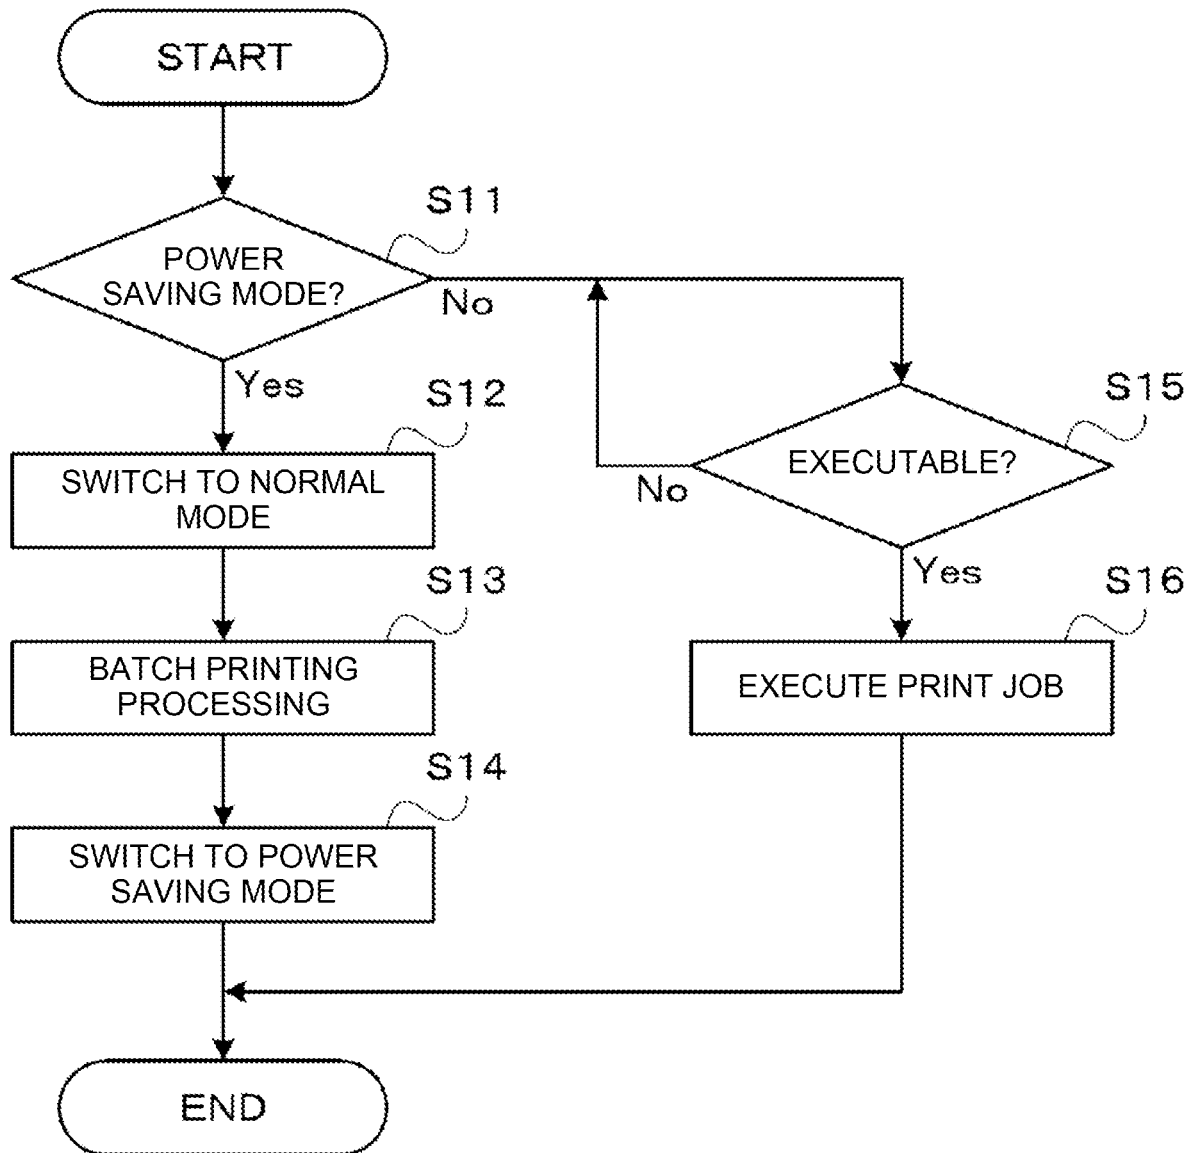 START
S11
POWER
SAVING MODE?
No
Yes
S12
SWITCH TO NORMAL
MODE
S13
BATCH PRINTING
PROCESSING
S14
SWITCH TO POWER
SAVING MODE
S15
EXECUTABLE?
No
Yes
S16
EXECUTE PRINT JOB
END